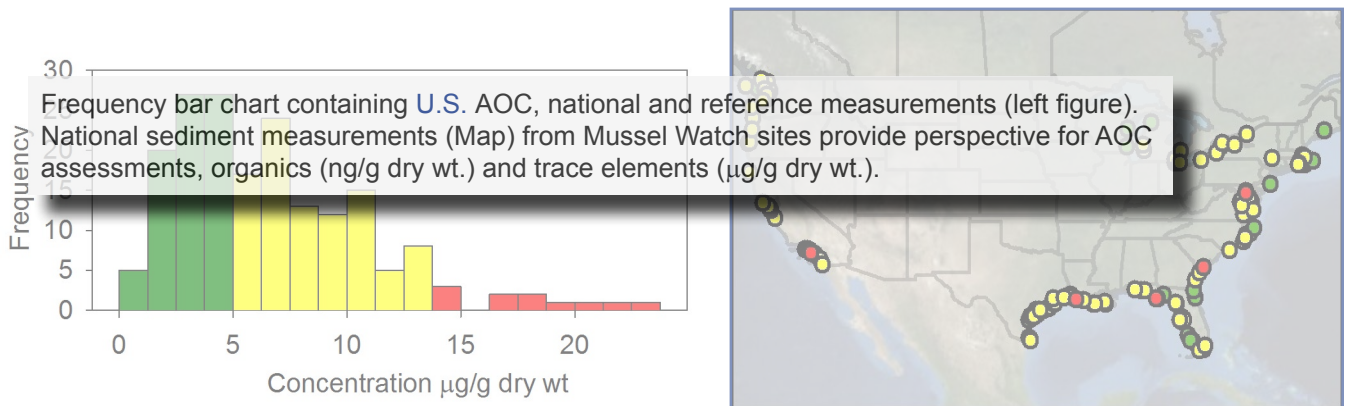 30
Frequency bar chart containing U.S. AOC, national and reference measurements (left figure).
National sediment measurements (Map) from Mussel Watch sites provide perspective for AOC
assessments, organics (ng/g dry wt.) and trace elements (μg/g dry wt.).
25
20
15
10
5
0
Frequency
0 5 10 15 20
Concentration μg/g dry wt